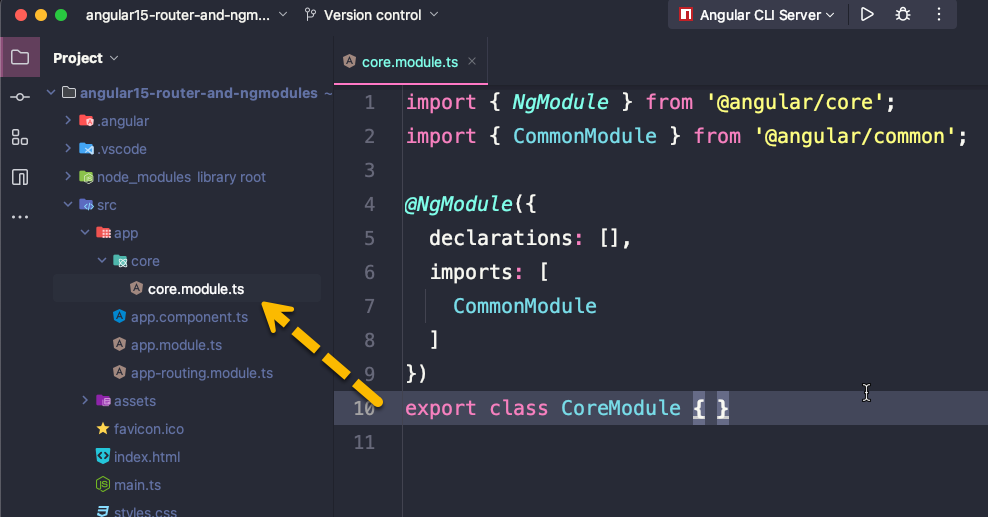 angular15-router-and-ngm...
Version control
Angular CLI Server
Project
core.module.ts
angular15-router-and-ngmodules ~
.angular
.vscode
node_modules library root
src
app
core
core.module.ts
app.component.ts
app.module.ts
app-routing.module.ts
assets
favicon.ico
index.html
main.ts
styles.css
1 import { NgModule } from '@angular/core';
2 import { CommonModule } from '@angular/common';
3
4 @NgModule({
5   declarations: [],
6   imports: [
7     CommonModule
8   ]
9 })
10 export class CoreModule { }
11